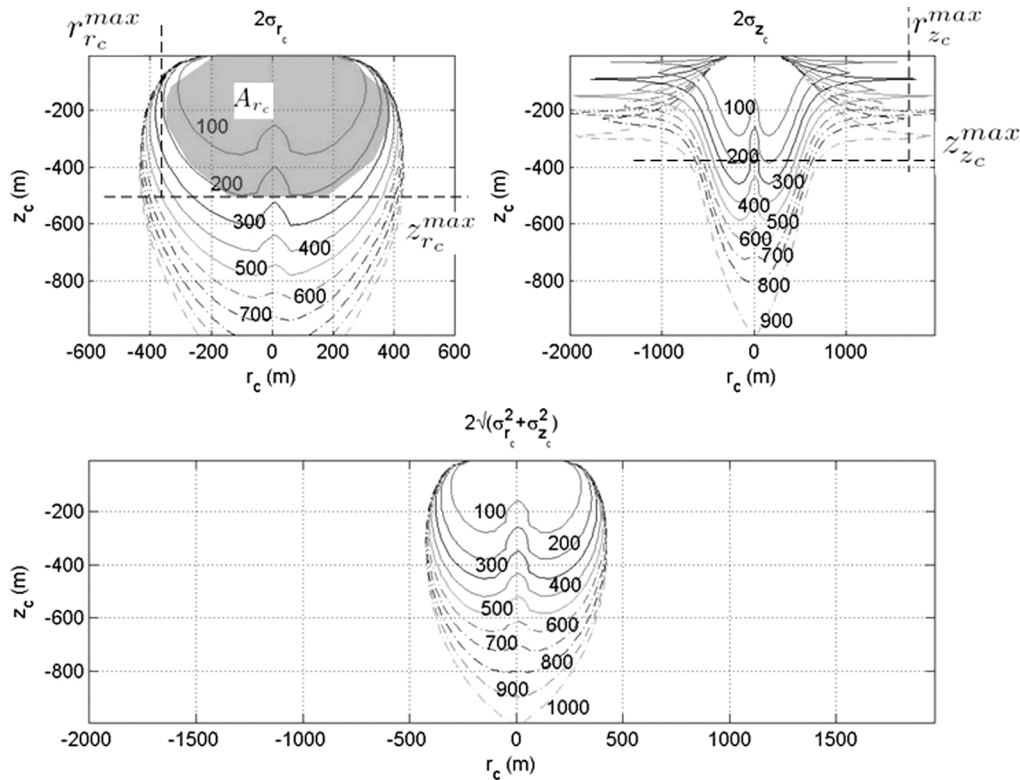 r_{r_c}^{max}
2σ_{r_c}
-200
-400
-600
-800
z_c (m)
A_{r_c}
100
200
300
400
500
600
700
z_{r_c}^{max}
-600 -400 -200 0 200 400 600
r_c (m)
2σ_{z_c}
r_{z_c}^{max}
-200
-400
-600
-800
z_c (m)
100
200
300
400
500
600
700
800
900
z_{z_c}^{max}
-2000 -1000 0 1000
r_c (m)
2√(σ_{r_c}^2+σ_{z_c}^2)
-200
-400
-600
-800
z_c (m)
100
200
300
400
500
600
700
800
900
1000
-2000 -1500 -1000 -500 0 500 1000 1500
r_c (m)